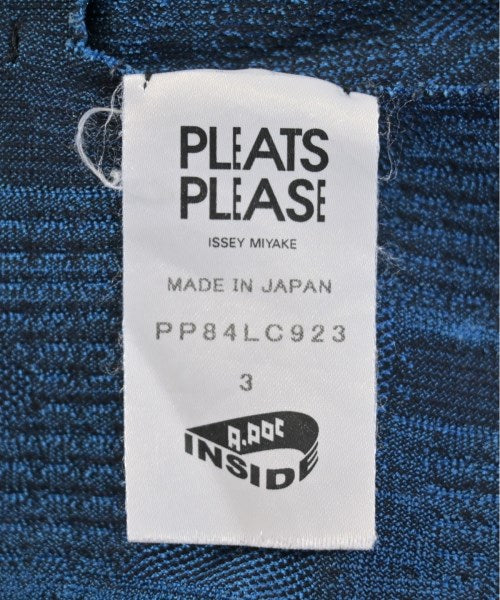 PLEATS
PLEASE
ISSEY MIYAKE
MADE IN JAPAN
PP84LC923
3
A-POC
INSIDE